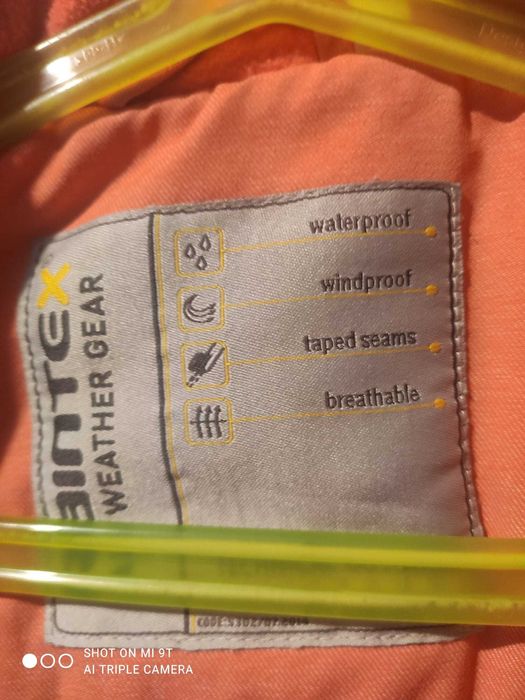 waterproof
windproof
taped seams
breathable
WEATHER GEAR
SHOT ON MI 9T
AI TRIPLE CAMERA